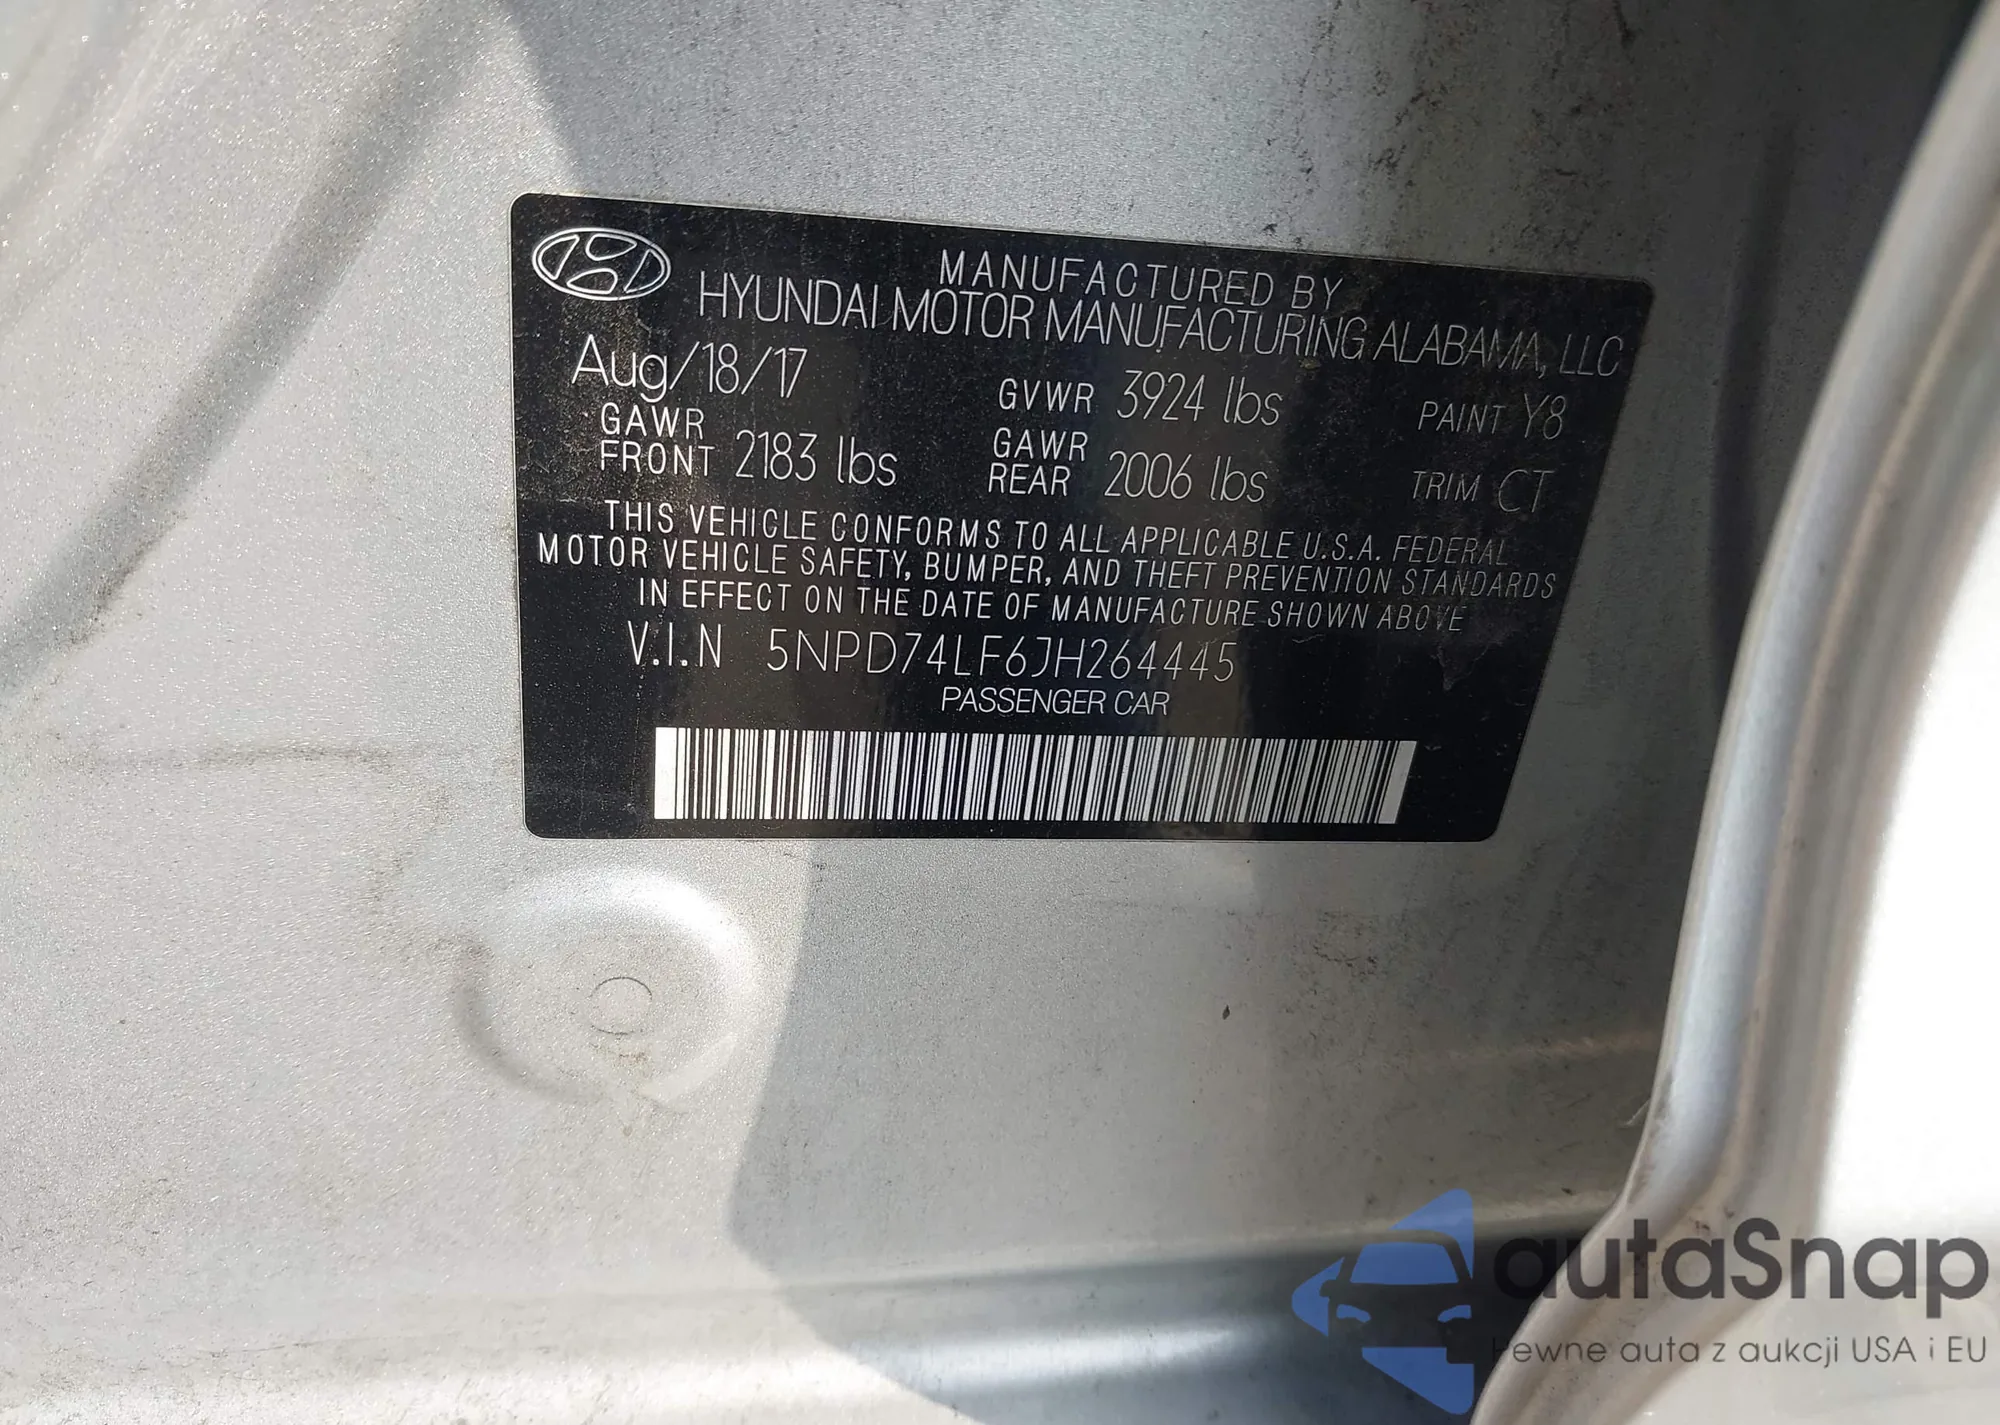 MANUFACTURED BY
HYUNDAI MOTOR MANUFACTURING ALABAMA, LLC
Aug/18/17
GVWR 3924 lbs
PAINT Y8
GAWR FRONT 2183 lbs
GAWR REAR 2006 lbs
TRIM CT
THIS VEHICLE CONFORMS TO ALL APPLICABLE U.S.A. FEDERAL
MOTOR VEHICLE SAFETY, BUMPER, AND THEFT PREVENTION STANDARDS
IN EFFECT ON THE DATE OF MANUFACTURE SHOWN ABOVE
V.I.N 5NPD74LF6JH264445
PASSENGER CAR
autaSnap
Pewne auta z aukcji USA i EU